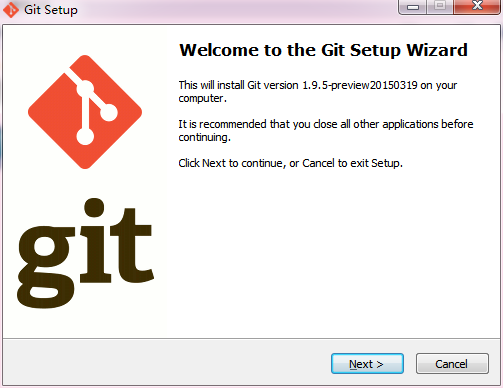 Git Setup
Welcome to the Git Setup Wizard
This will install Git version 1.9.5-preview20150319 on your
computer.
It is recommended that you close all other applications before
continuing.
Click Next to continue, or Cancel to exit Setup.
git
Next >
Cancel